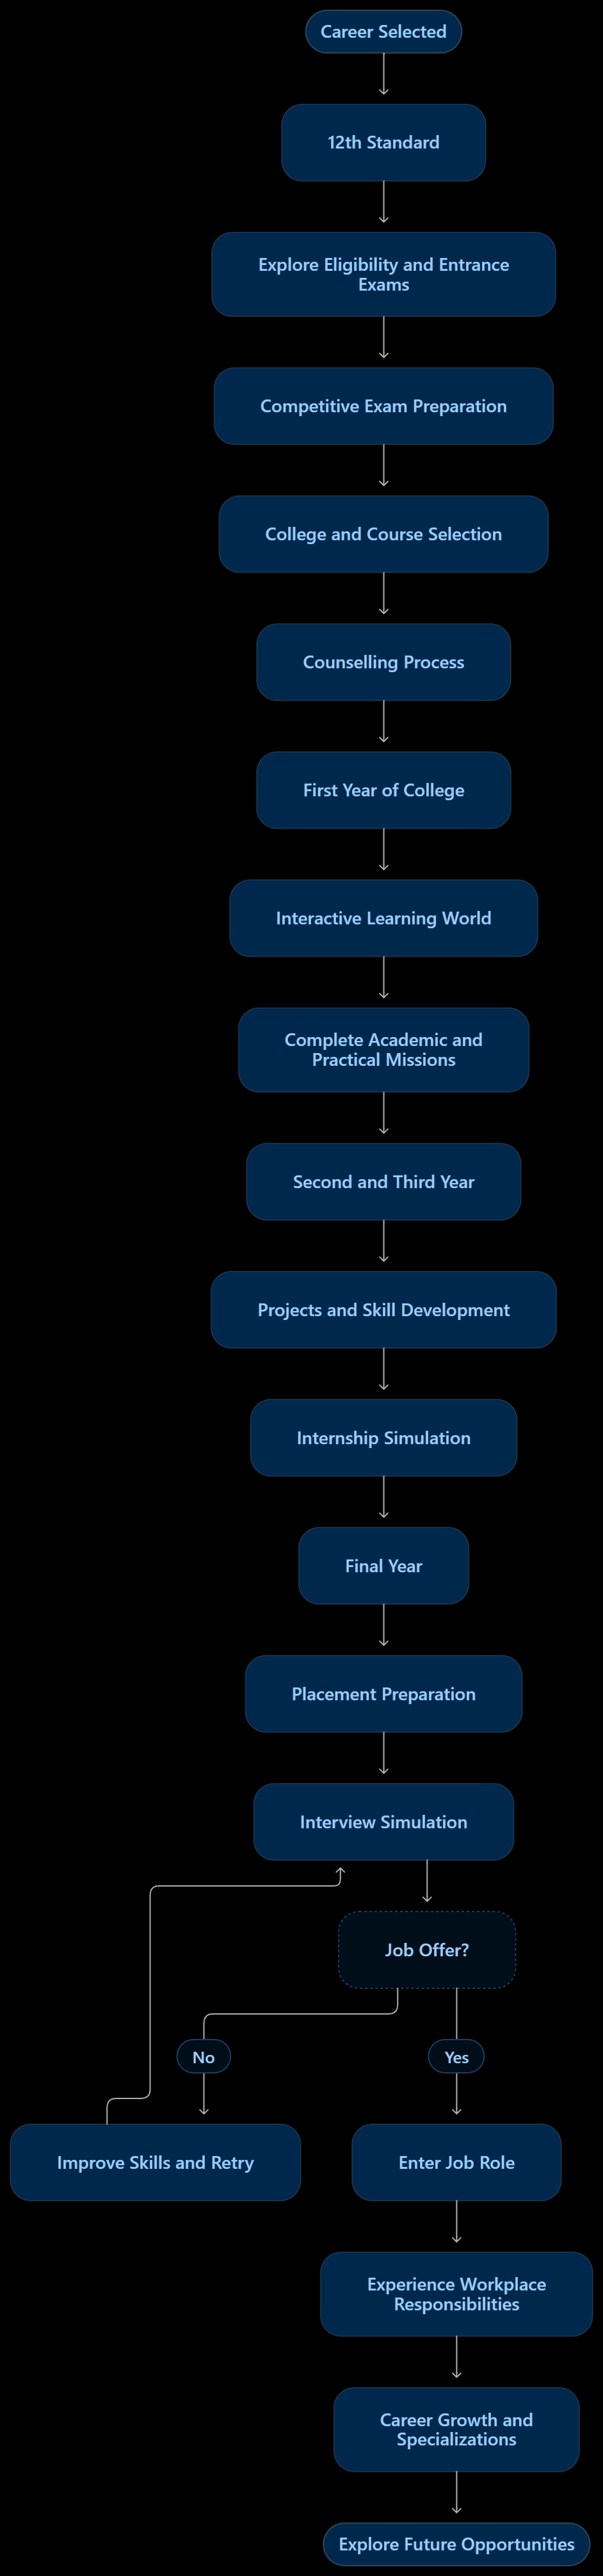 Career Selected
12th Standard
Explore Eligibility and Entrance
Exams
Competitive Exam Preparation
College and Course Selection
Counselling Process
First Year of College
Interactive Learning World
Complete Academic and
Practical Missions
Second and Third Year
Projects and Skill Development
Internship Simulation
Final Year
Placement Preparation
Interview Simulation
Job Offer?
No
Yes
Improve Skills and Retry
Enter Job Role
Experience Workplace
Responsibilities
Career Growth and
Specializations
Explore Future Opportunities